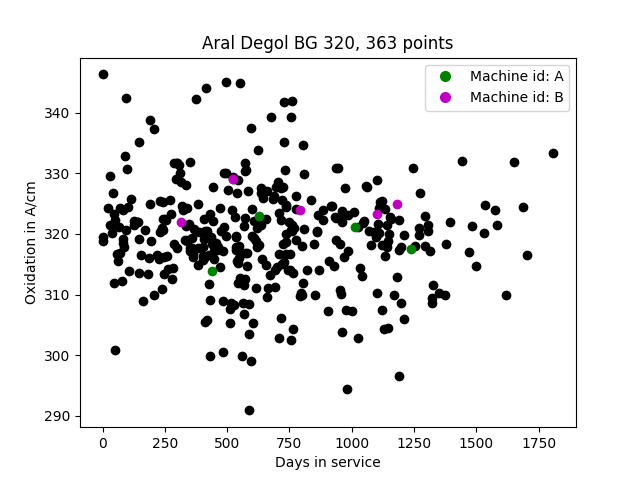 Aral Degol BG 320, 363 points
Machine id: A
Machine id: B
Oxidation in A/cm
340
330
320
310
300
290
0 250 500 750 1000 1250 1500 1750
Days in service